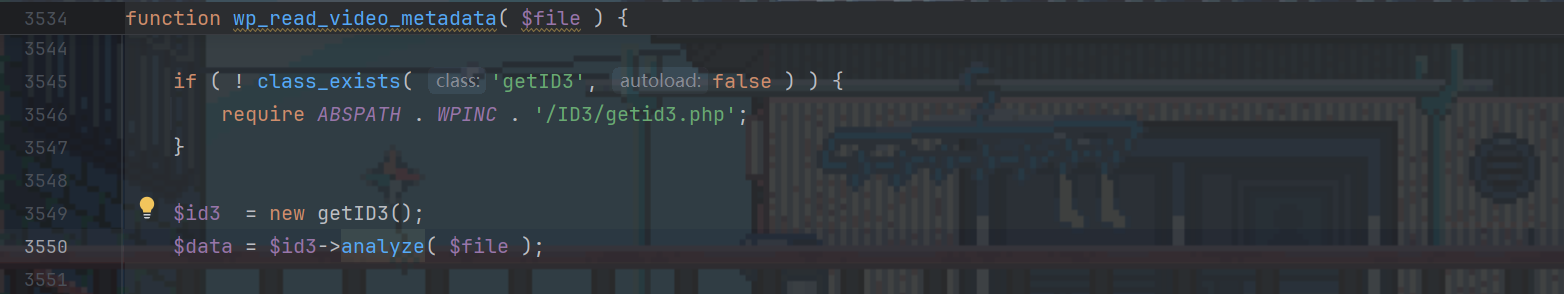 3534 function wp_read_video_metadata( $file ) {
3544
3545 if ( ! class_exists( class: 'getID3', autoload: false ) ) {
3546 require ABSPATH . WPINC . '/ID3/getid3.php';
3547 }
3548
3549 $id3  = new getID3();
3550 $data = $id3->analyze( $file );
3551